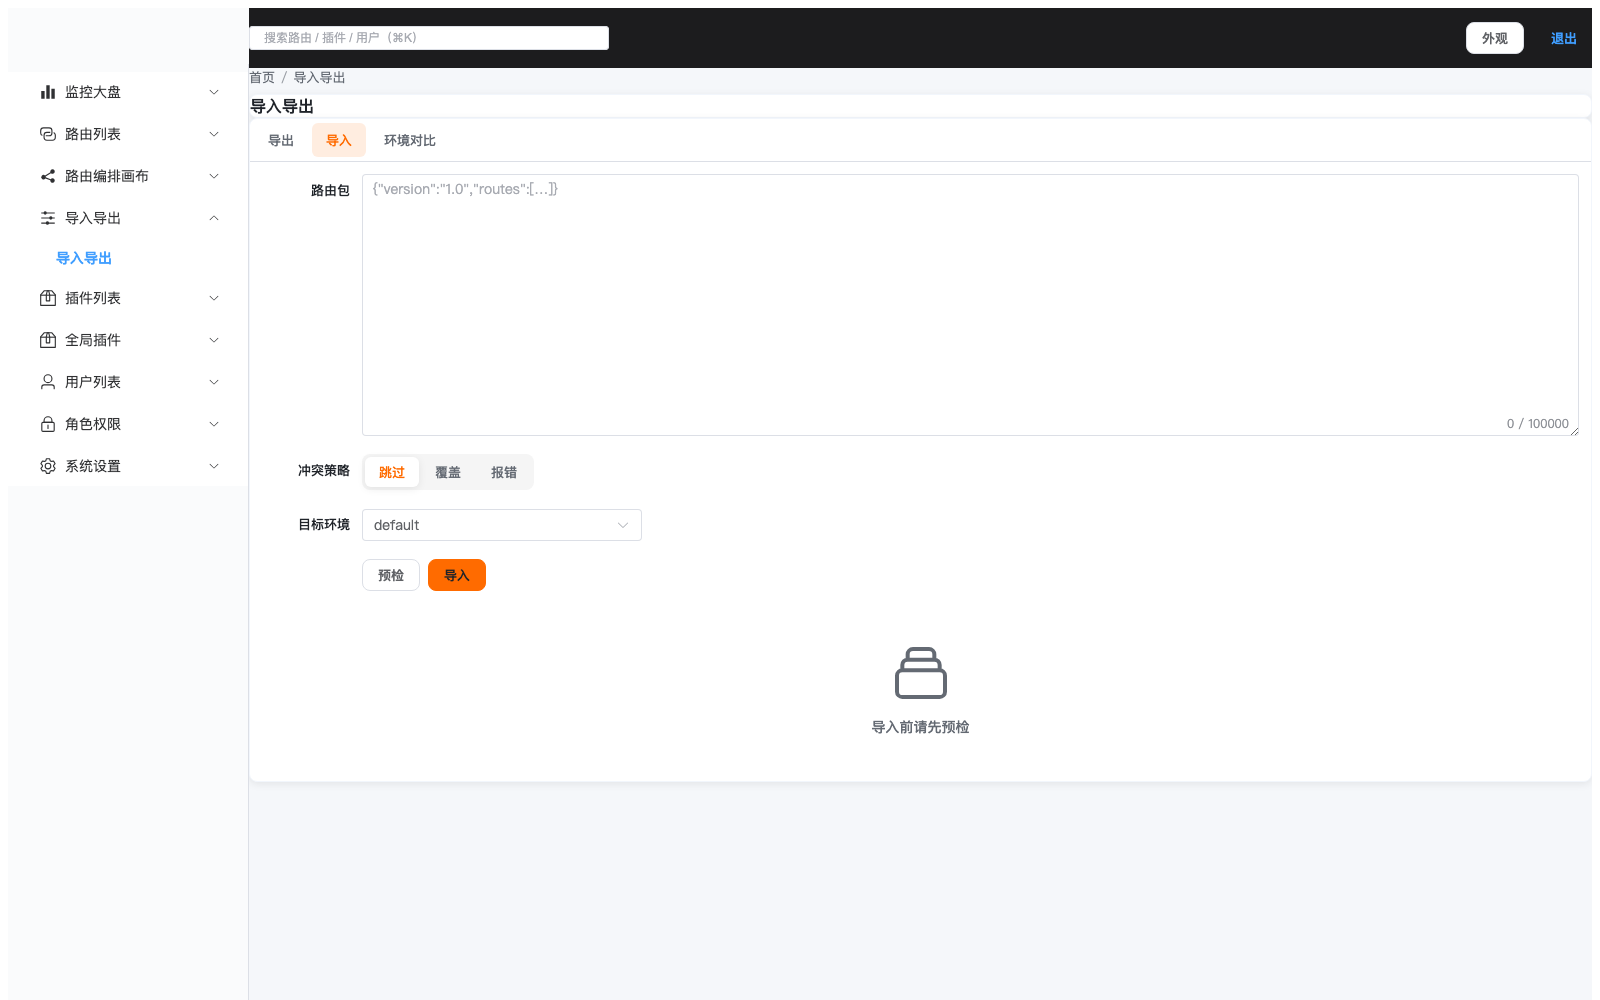 搜索路由 / 插件 / 用户（⌘K）
外观
退出
监控大盘
路由列表
路由编排画布
导入导出
导入导出
插件列表
全局插件
用户列表
角色权限
系统设置
首页 / 导入导出
导入导出
导出
导入
环境对比
路由包
{"version":"1.0","routes":[...]}
0 / 100000
冲突策略
跳过
覆盖
报错
目标环境
default
预检
导入
导入前请先预检